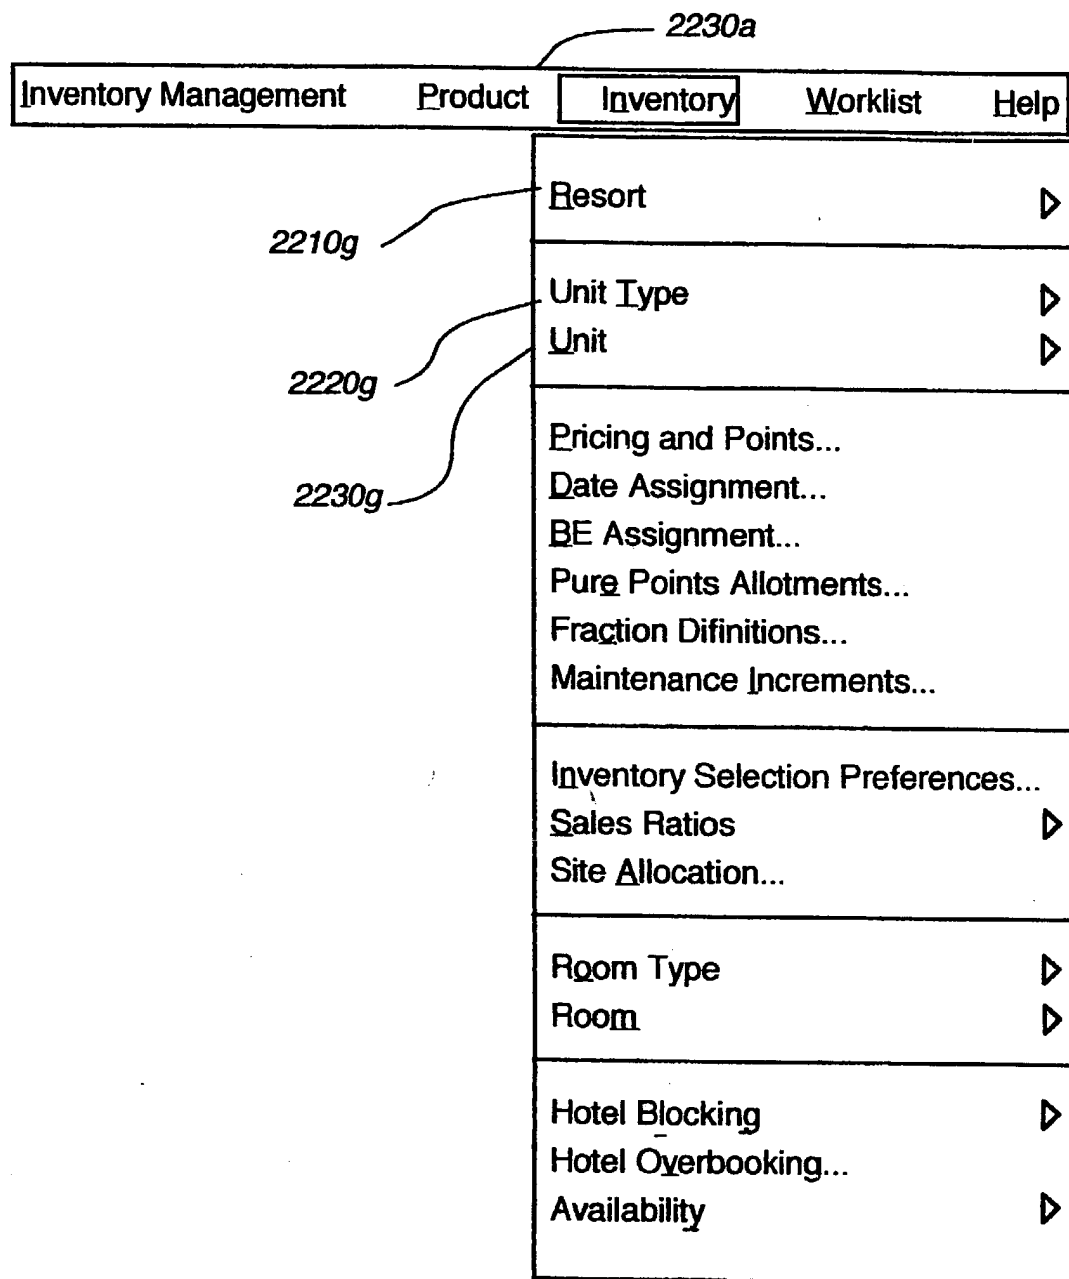 2230a
Inventory Management Product Inventory Worklist Help
Resort
2210g
Unit Type
Unit
2220g
Pricing and Points...
Date Assignment...
2230g
BE Assignment...
Pure Points Allotments...
Fraction Difinitions...
Maintenance Increments...
Inventory Selection Preferences...
Sales Ratios
Site Allocation...
Room Type
Room
Hotel Blocking
Hotel Overbooking...
Availability